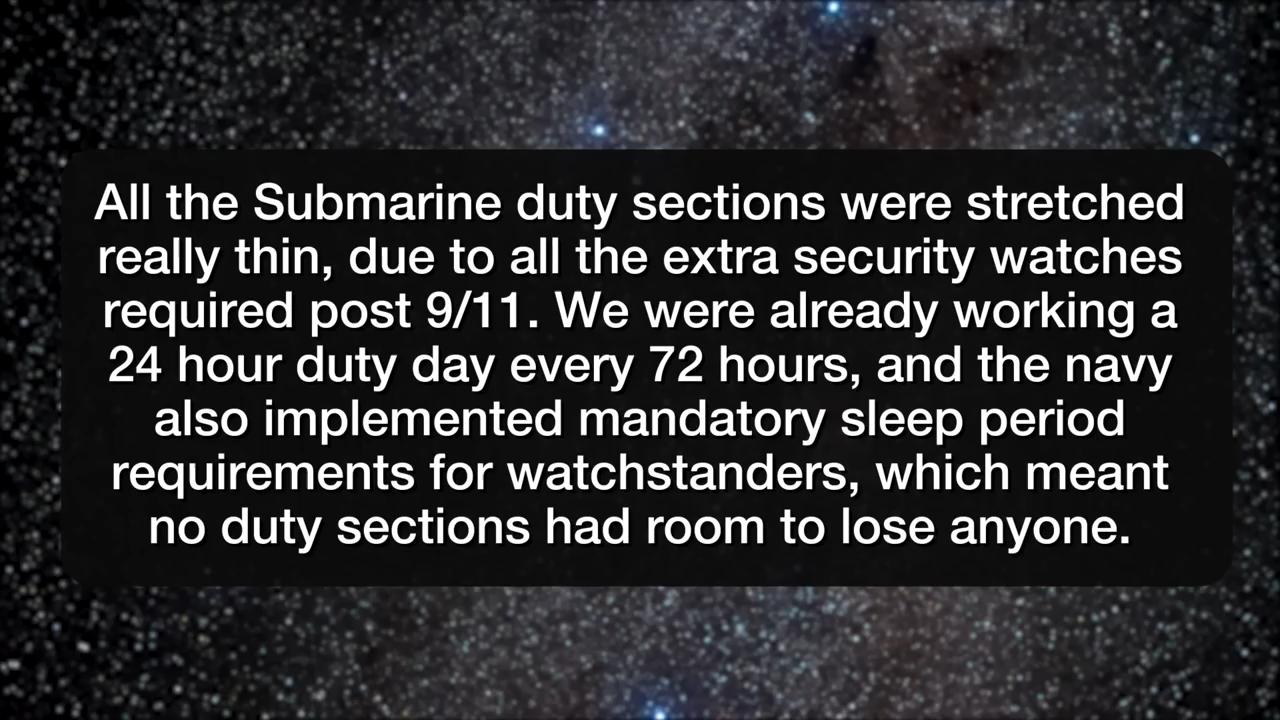 All the Submarine duty sections were stretched
really thin, due to all the extra security watches
required post 9/11. We were already working a
24 hour duty day every 72 hours, and the navy
also implemented mandatory sleep period
requirements for watchstanders, which meant
no duty sections had room to lose anyone.